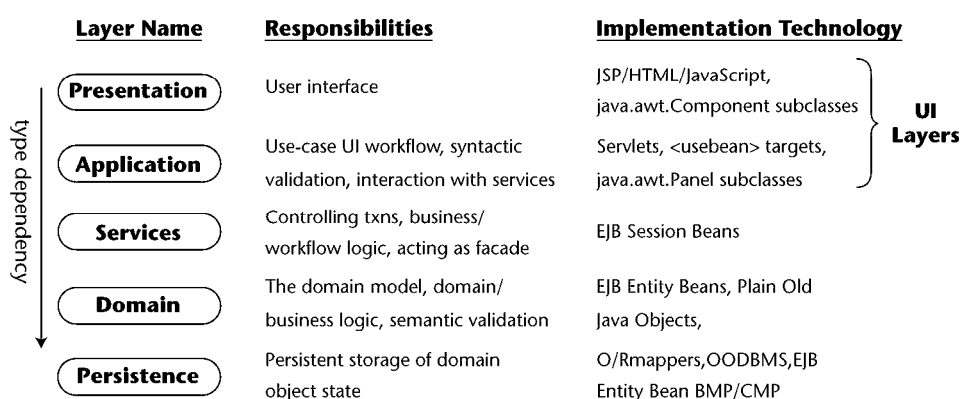 Layer Name Responsibilities Implementation Technology
type dependency
Presentation
User interface
JSP/HTML/JavaScript,
java.awt.Component subclasses
UI
Layers
Application
Use-case UI workflow, syntactic
validation, interaction with services
Servlets, <usebean> targets,
java.awt.Panel subclasses
Services
Controlling txns, business/
workflow logic, acting as facade
EJB Session Beans
Domain
The domain model, domain/
business logic, semantic validation
EJB Entity Beans, Plain Old
Java Objects,
Persistence
Persistent storage of domain
object state
O/Rmappers,OODBMS,EJB
Entity Bean BMP/CMP